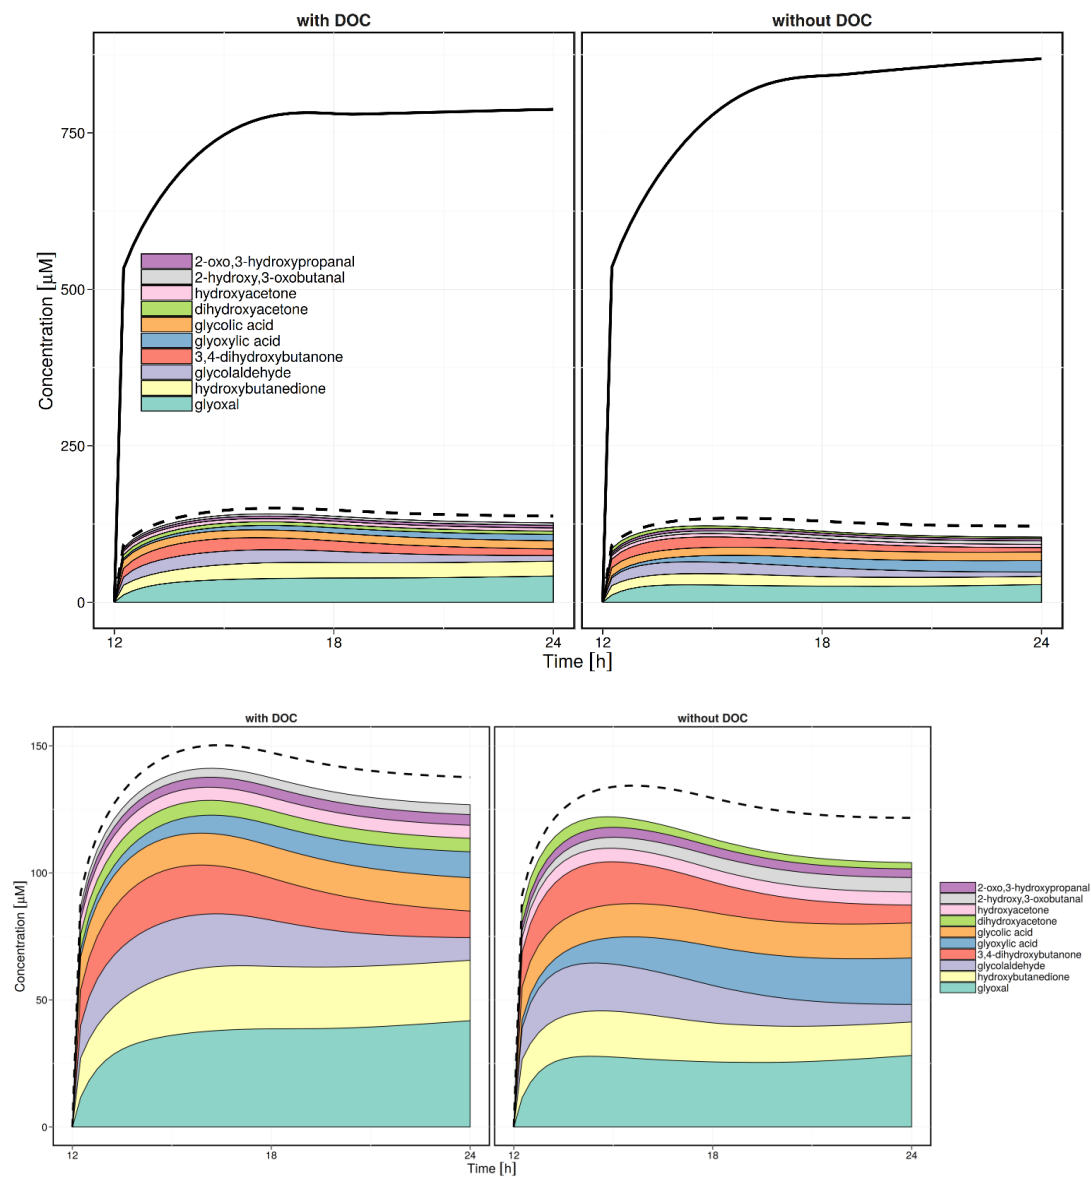 with DOC
without DOC
Concentration [μM]
750
500
250
0
2-oxo,3-hydroxypropanal
2-hydroxy,3-oxobutanal
hydroxyacetone
dihydroxyacetone
glycolic acid
glyoxylic acid
3,4-dihydroxybutanone
glycolaldehyde
hydroxybutanedione
glyoxal
12
18
24
12
18
24
Time [h]
with DOC
without DOC
Concentration [μM]
150
100
50
0
2-oxo,3-hydroxypropanal
2-hydroxy,3-oxobutanal
hydroxyacetone
dihydroxyacetone
glycolic acid
glyoxylic acid
3,4-dihydroxybutanone
glycolaldehyde
hydroxybutanedione
glyoxal
12
18
24
12
18
24
Time [h]